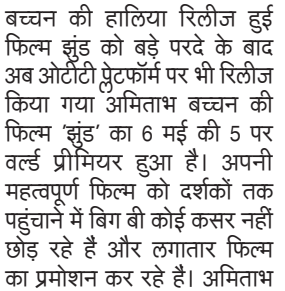 बच्चन की हालिया रिलीज हुई
फिल्म झुंड को बड़े परदे के बाद
अब ओटीटी प्लेटफॉर्म पर भी रिलीज
किया गया अमिताभ बच्चन की
फिल्म 'झुंड' का 6 मई की 5 पर
वर्ल्ड प्रीमियर हुआ है। अपनी
महत्वपूर्ण फिल्म को दर्शकों तक
पहुंचाने में बिग बी कोई कसर नहीं
छोड़ रहे हैं और लगातार फिल्म
का प्रमोशन कर रहे है। अमिताभ